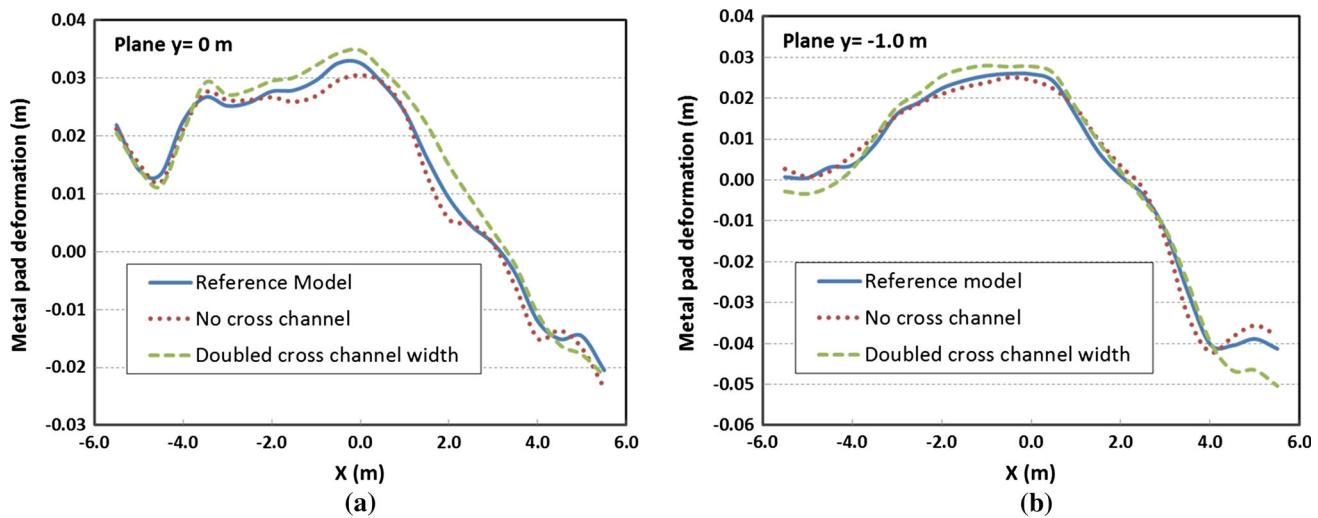 Plane y= 0 m
Metal pad deformation (m)
0.04
0.03
0.02
0.01
0.00
-0.01
-0.02
-0.03
Reference Model
No cross channel
Doubled cross channel width
-6.0 -4.0 -2.0 0.0 2.0 4.0 6.0
X (m)
(a)
Plane y= -1.0 m
Metal pad deformation (m)
0.04
0.02
0.01
0.00
-0.01
-0.02
-0.03
-0.04
-0.05
-0.06
Reference model
No cross channel
Doubled cross channel width
-6.0 -4.0 -2.0 0.0 2.0 4.0 6.0
X (m)
(b)